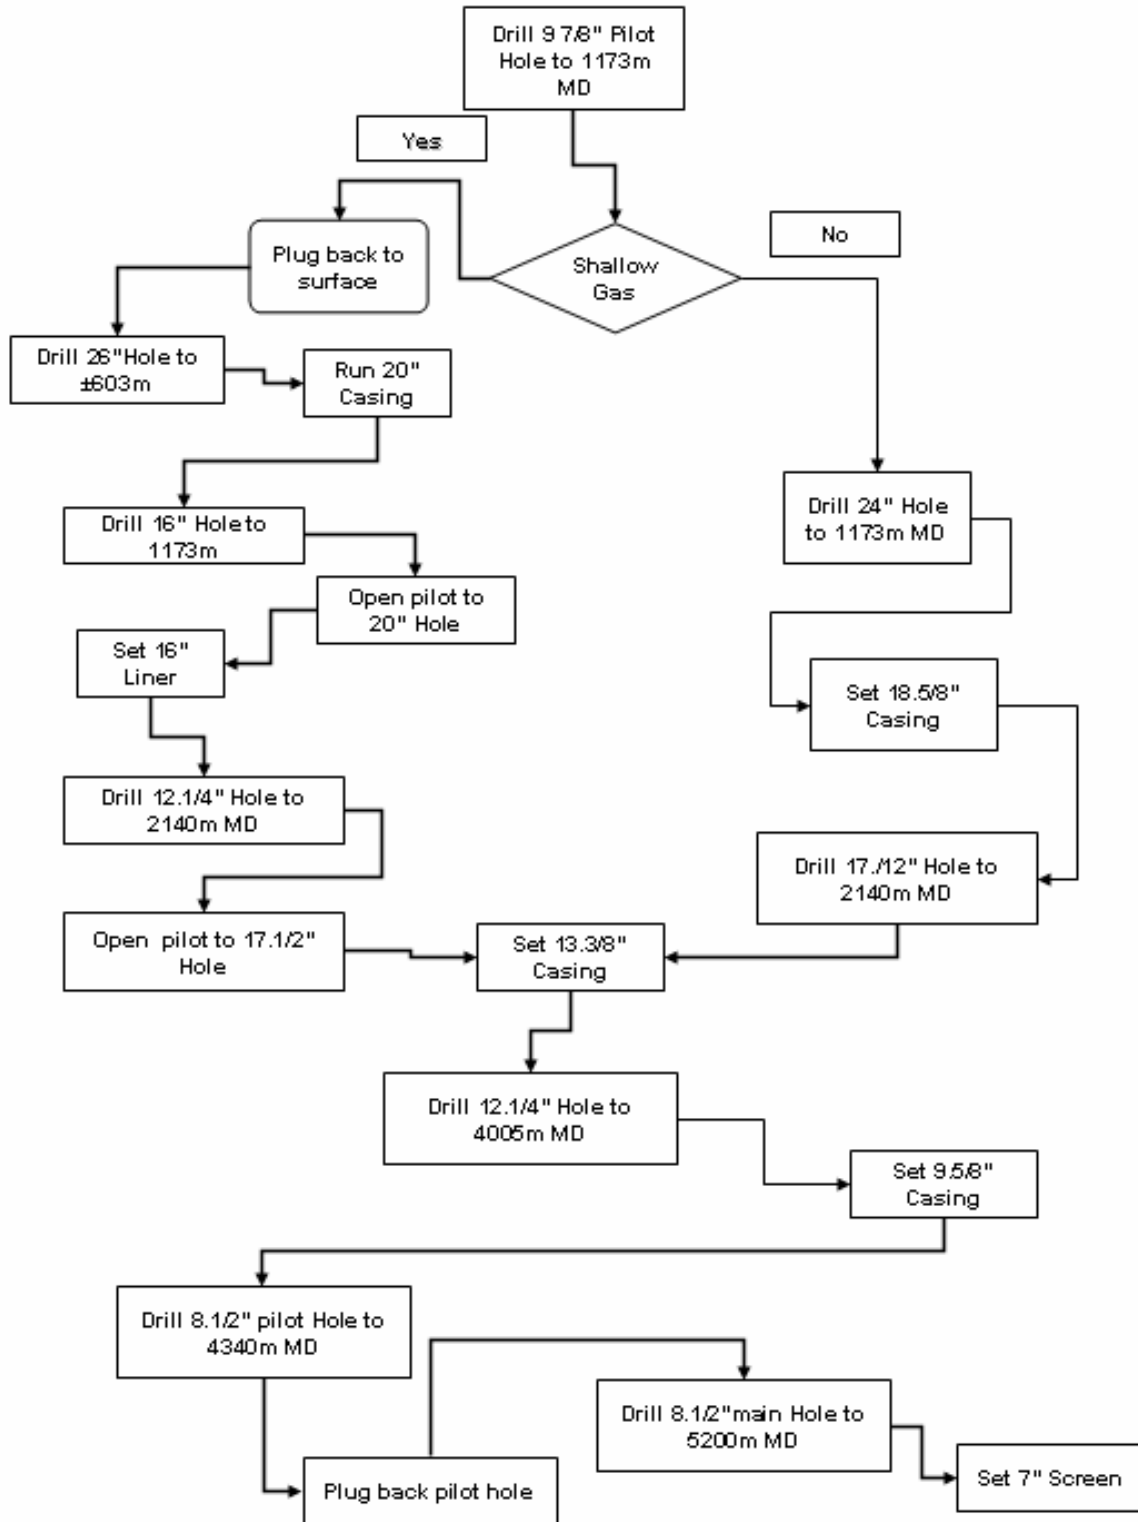 Drill 9 7/8" Pilot
Hole to 1173m
MD
Yes
No
Plug back to
surface
Shallow
Gas
Drill 26"Hole to
±603m
Run 20"
Casing
Drill 16" Hole to
1173m
Drill 24" Hole
to 1173m MD
Open pilot to
20" Hole
Set 16"
Liner
Set 18.5/8"
Casing
Drill 12.1/4" Hole to
2140m MD
Drill 17./12" Hole to
2140m MD
Open pilot to 17.1/2"
Hole
Set 13.3/8"
Casing
Drill 12.1/4" Hole to
4005m MD
Set 9.5/8"
Casing
Drill 8.1/2" pilot Hole to
4340m MD
Drill 8.1/2"main Hole to
5200m MD
Plug back pilot hole
Set 7" Screen